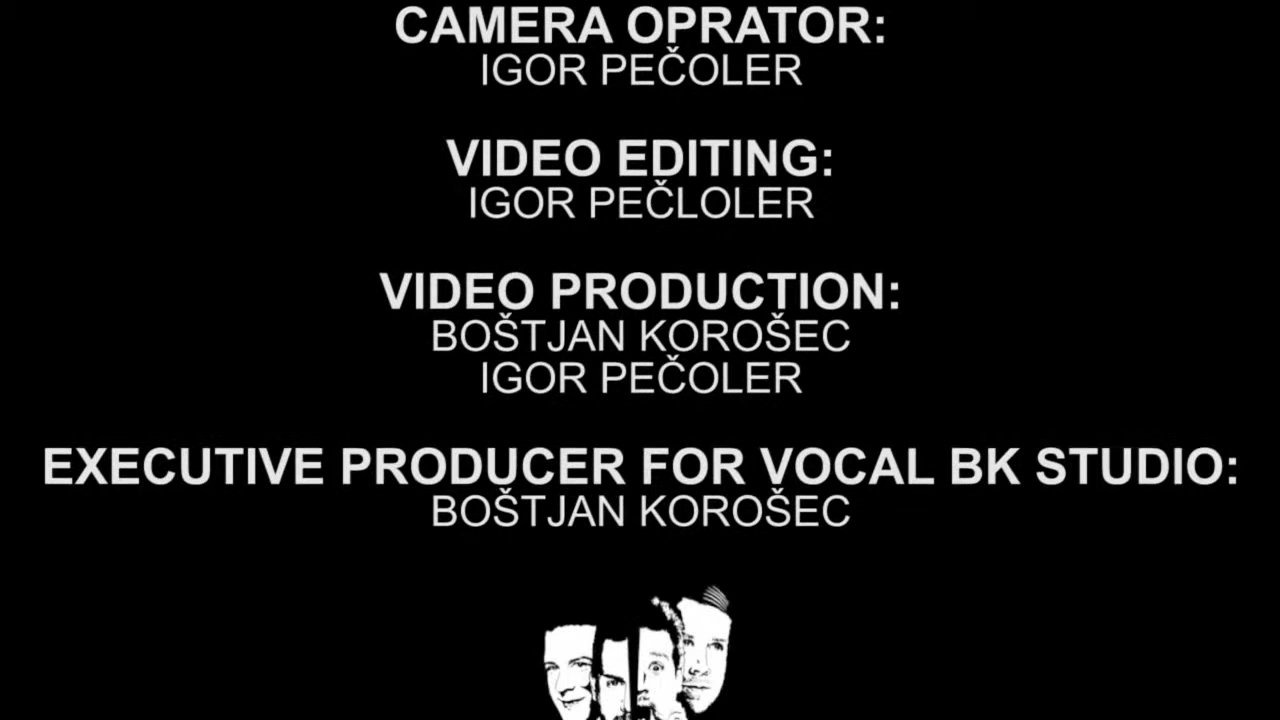 CAMERA OPRATOR:
IGOR PEČOLER
VIDEO EDITING:
IGOR PEČLOLER
VIDEO PRODUCTION:
BOŠTJAN KOROŠEC
IGOR PEČOLER
EXECUTIVE PRODUCER FOR VOCAL BK STUDIO:
BOŠTJAN KOROŠEC